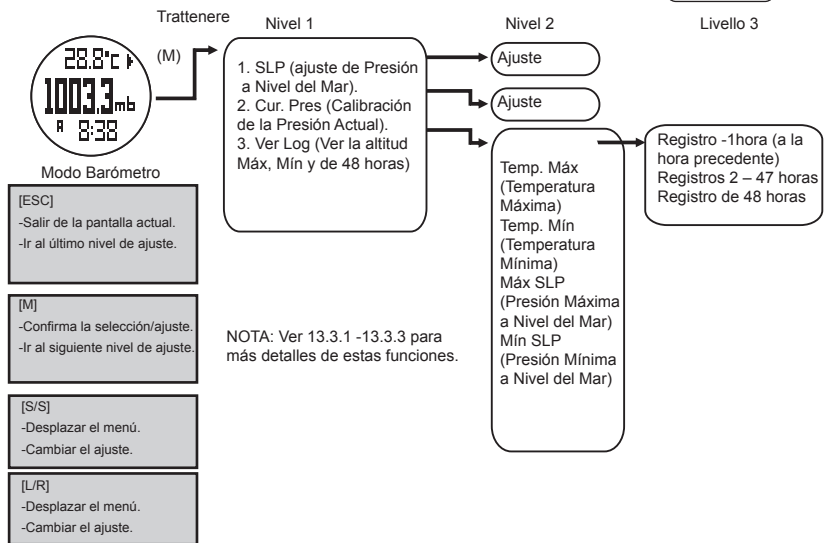 Trattenere
Nivel 1
Nivel 2
Livello 3
(M)
28.8°C
1003.3mb
A 8:38
Modo Barómetro
1. SLP (ajuste de Presión
a Nivel del Mar).
2. Cur. Pres (Calibración
de la Presión Actual).
3. Ver Log (Ver la altitud
Máx, Mín y de 48 horas)
Ajuste
Ajuste
Temp. Máx
(Temperatura
Máxima)
Temp. Mín
(Temperatura
Mínima)
Máx SLP
(Presión Máxima
a Nivel del Mar)
Mín SLP
(Presión Mínima
a Nivel del Mar)
Registro -1hora (a la
hora precedente)
Registros 2 – 47 horas
Registro de 48 horas
[ESC]
-Salir de la pantalla actual.
-Ir al último nivel de ajuste.
[M]
-Confirma la selección/ajuste.
-Ir al siguiente nivel de ajuste.
NOTA: Ver 13.3.1 -13.3.3 para
más detalles de estas funciones.
[S/S]
-Desplazar el menú.
-Cambiar el ajuste.
[L/R]
-Desplazar el menú.
-Cambiar el ajuste.